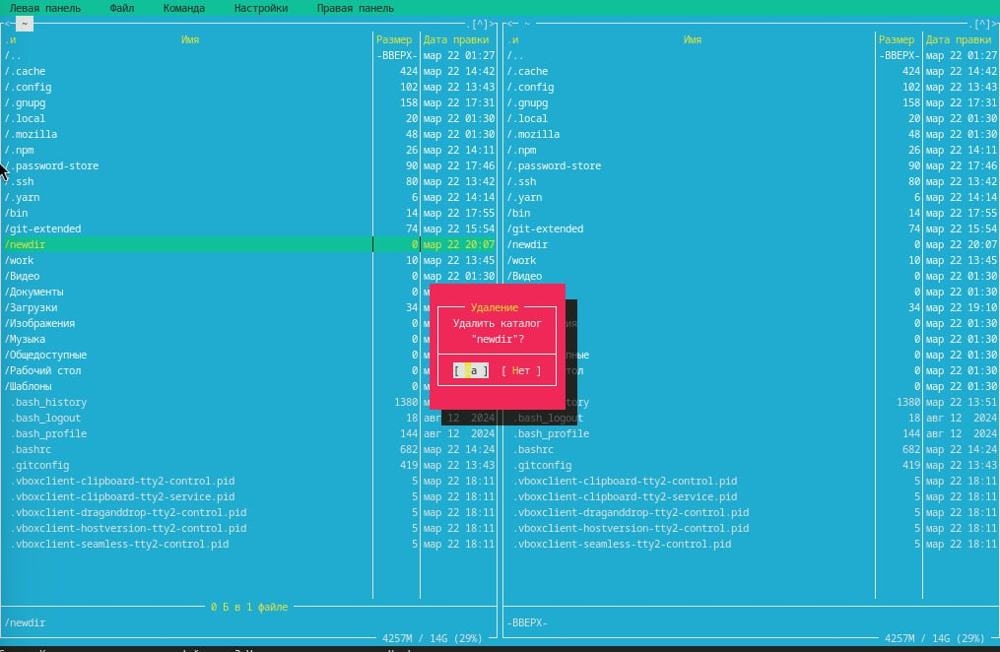 Левая панель Файл Команда Настройки Правая панель
<─ ~ .[^]> <─ ~ .[^]>
.и Имя Размер Дата правки .и Имя Размер Дата правки
/.. -ВВЕРХ- мар 22 01:27 /.. -ВВЕРХ- мар 22 01:27
/.cache 424 мар 22 14:42 /.cache 424 мар 22 14:42
/.config 102 мар 22 13:43 /.config 102 мар 22 13:43
/.gnupg 158 мар 22 17:31 /.gnupg 158 мар 22 17:31
/.local 20 мар 22 01:30 /.local 20 мар 22 01:30
/.mozilla 48 мар 22 01:30 /.mozilla 48 мар 22 01:30
/.npm 26 мар 22 14:11 /.npm 26 мар 22 14:11
/.password-store 90 мар 22 17:46 /.password-store 90 мар 22 17:46
/.ssh 80 мар 22 13:42 /.ssh 80 мар 22 13:42
/.yarn 6 мар 22 14:14 /.yarn 6 мар 22 14:14
/bin 14 мар 22 17:55 /bin 14 мар 22 17:55
/git-extended 74 мар 22 15:54 /git-extended 74 мар 22 15:54
/newdir 0 мар 22 20:07 /newdir 0 мар 22 20:07
/work 10 мар 22 13:45 /work 10 мар 22 13:45
/Видео 0 мар 22 01:30 /Видео 0 мар 22 01:30
/Документы 0 м 0 мар 22 01:30
/Загрузки 34 м Удаление 34 мар 22 19:10
/Изображения 0 м Удалить каталог ия 0 мар 22 01:30
/Музыка 0 м "newdir"? 0 мар 22 01:30
/Общедоступные 0 м пные 0 мар 22 01:30
/Рабочий стол 0 м [ а ] [ Нет ] тол 0 мар 22 01:30
/Шаблоны 0 м 0 мар 22 01:30
.bash_history 1380 м tory 1380 мар 22 13:51
.bash_logout 18 авг 12 2024 .bash_logout 18 авг 12 2024
.bash_profile 144 авг 12 2024 .bash_profile 144 авг 12 2024
.bashrc 682 мар 22 14:24 .bashrc 682 мар 22 14:24
.gitconfig 419 мар 22 13:43 .gitconfig 419 мар 22 13:43
.vboxclient-clipboard-tty2-control.pid 5 мар 22 18:11 .vboxclient-clipboard-tty2-control.pid 5 мар 22 18:11
.vboxclient-clipboard-tty2-service.pid 5 мар 22 18:11 .vboxclient-clipboard-tty2-service.pid 5 мар 22 18:11
.vboxclient-draganddrop-tty2-control.pid 5 мар 22 18:11 .vboxclient-draganddrop-tty2-control.pid 5 мар 22 18:11
.vboxclient-hostversion-tty2-control.pid 5 мар 22 18:11 .vboxclient-hostversion-tty2-control.pid 5 мар 22 18:11
.vboxclient-seamless-tty2-control.pid 5 мар 22 18:11 .vboxclient-seamless-tty2-control.pid 5 мар 22 18:11
0 Б в 1 файле
/newdir -ВВЕРХ-
4257M / 14G (29%) 4257M / 14G (29%)